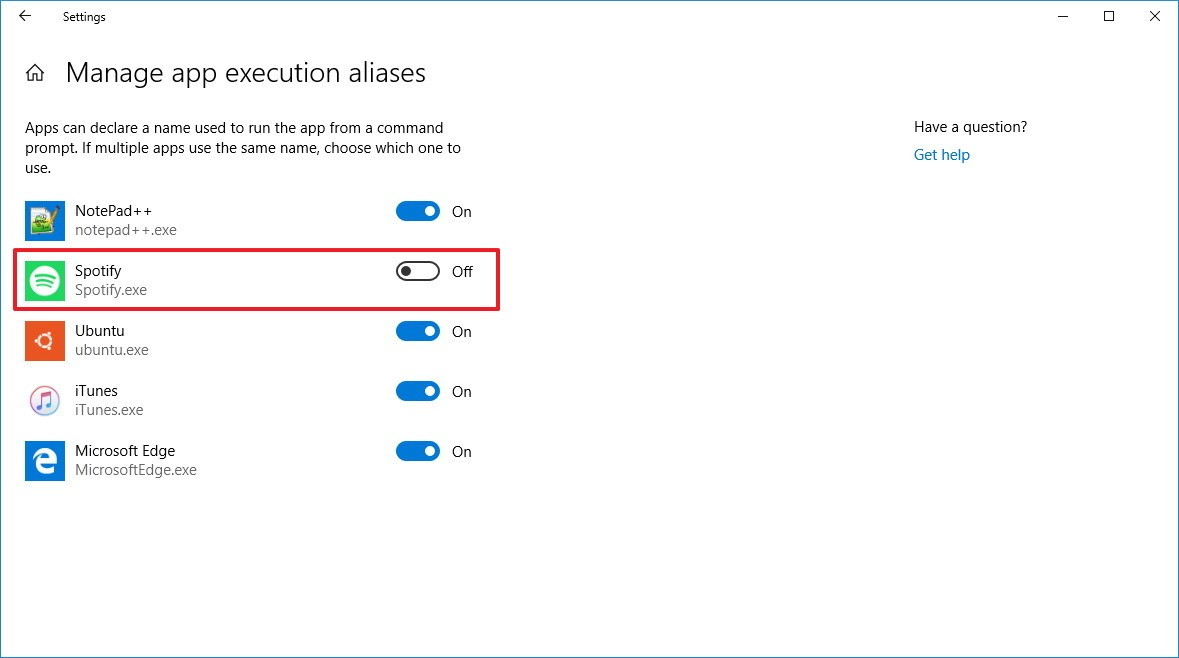 Settings
Manage app execution aliases
Apps can declare a name used to run the app from a command
prompt. If multiple apps use the same name, choose which one to
use.
Have a question?
Get help
NotePad++
notepad++.exe
On
Spotify
Spotify.exe
Off
Ubuntu
ubuntu.exe
On
iTunes
iTunes.exe
On
Microsoft Edge
MicrosoftEdge.exe
On